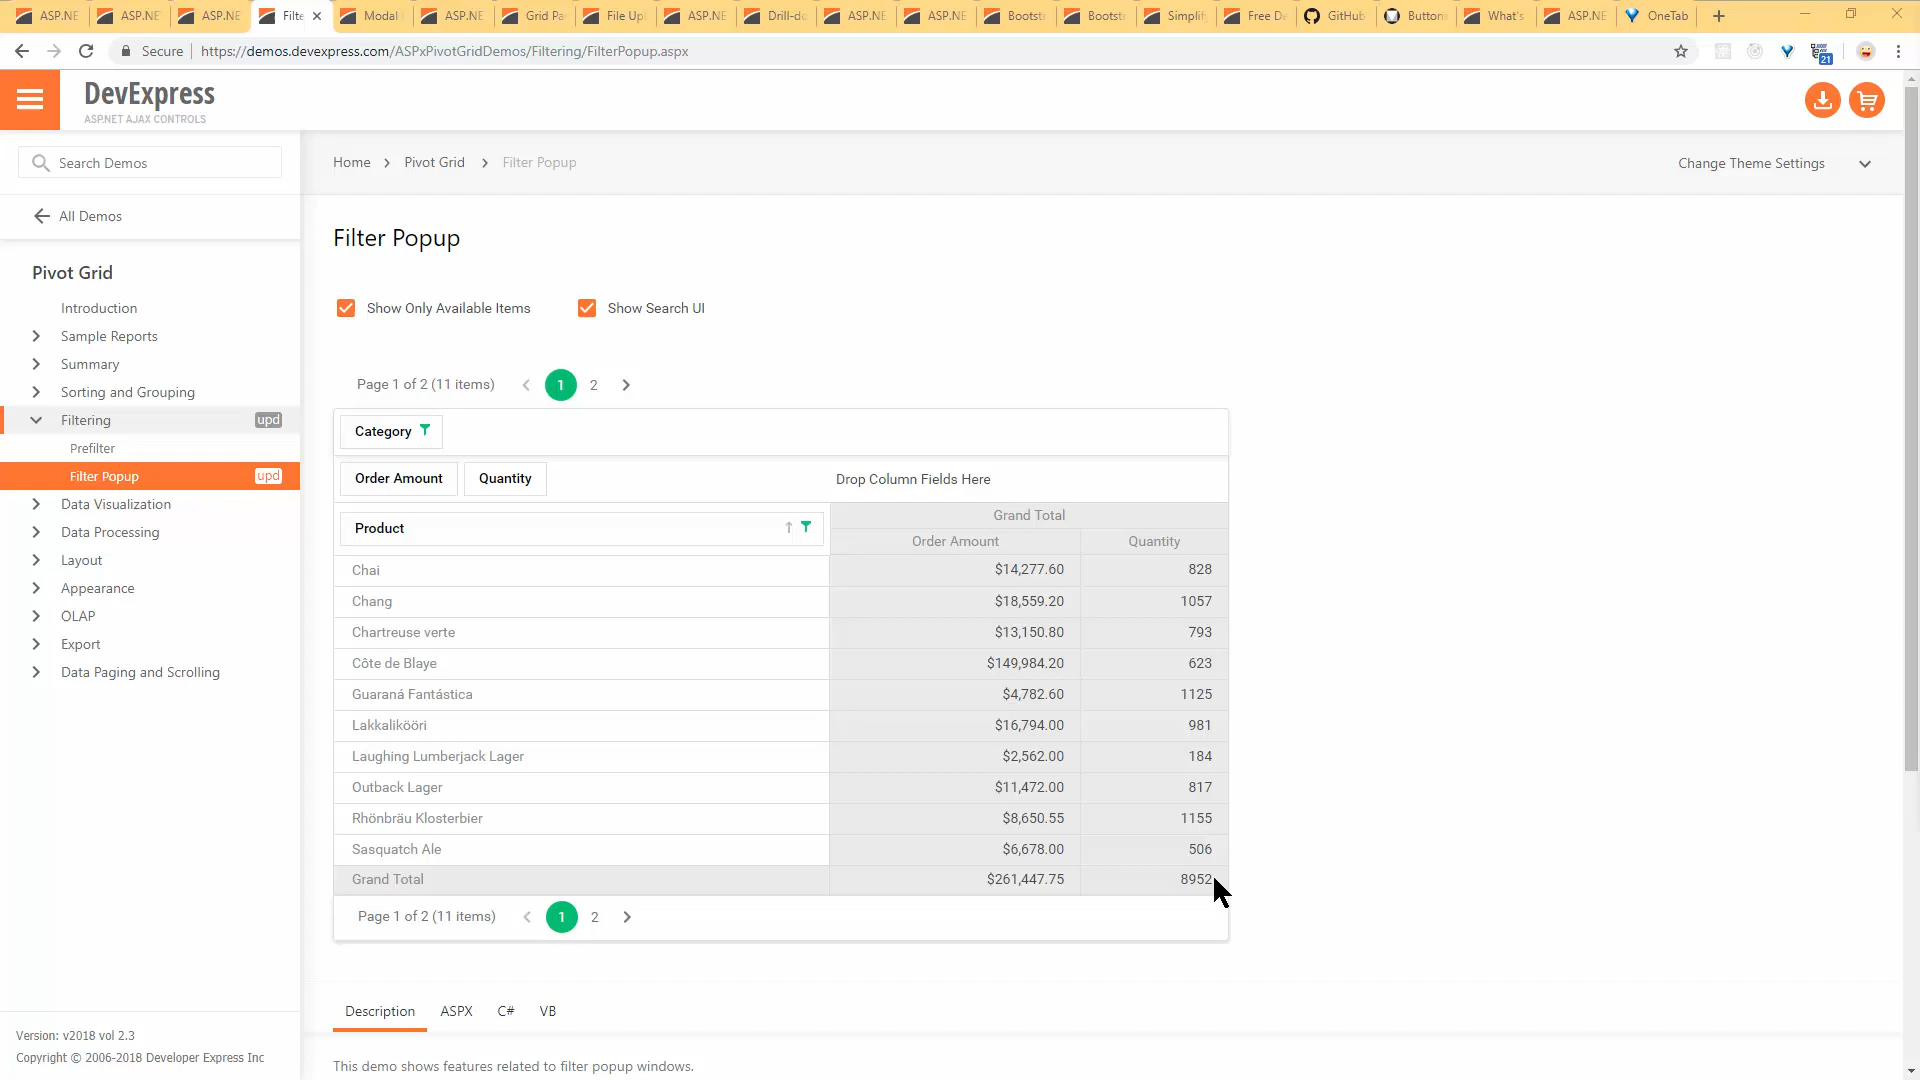 ASP.NE
ASP.NE
ASP.NE
Filte
Modal
ASP.NE
Grid Pa
File Up
ASP.NE
Drill-do
ASP.NE
ASP.NE
Bootst
Bootst
Simplif
Free De
GitHub
Button
What's
ASP.NE
OneTab
Secure
https://demos.devexpress.com/ASPxPivotGridDemos/Filtering/FilterPopup.aspx
21
DevExpress
ASP.NET AJAX CONTROLS
Search Demos
All Demos
Home
Pivot Grid
Filter Popup
Change Theme Settings
Pivot Grid
Introduction
Sample Reports
Summary
Sorting and Grouping
Filtering upd
Prefilter
Filter Popup upd
Data Visualization
Data Processing
Layout
Appearance
OLAP
Export
Data Paging and Scrolling
Version: v2018 vol 2.3
Copyright © 2006-2018 Developer Express Inc
Filter Popup
Show Only Available Items
Show Search UI
Page 1 of 2 (11 items) 1 2
Category
Order Amount Quantity Drop Column Fields Here
Product
Grand Total
Order Amount Quantity
Chai $14,277.60 828
Chang $18,559.20 1057
Chartreuse verte $13,150.80 793
Côte de Blaye $149,984.20 623
Guaraná Fantástica $4,782.60 1125
Lakkalikööri $16,794.00 981
Laughing Lumberjack Lager $2,562.00 184
Outback Lager $11,472.00 817
Rhönbräu Klosterbier $8,650.55 1155
Sasquatch Ale $6,678.00 506
Grand Total $261,447.75 8952
Page 1 of 2 (11 items) 1 2
Description ASPX C# VB
This demo shows features related to filter popup windows.